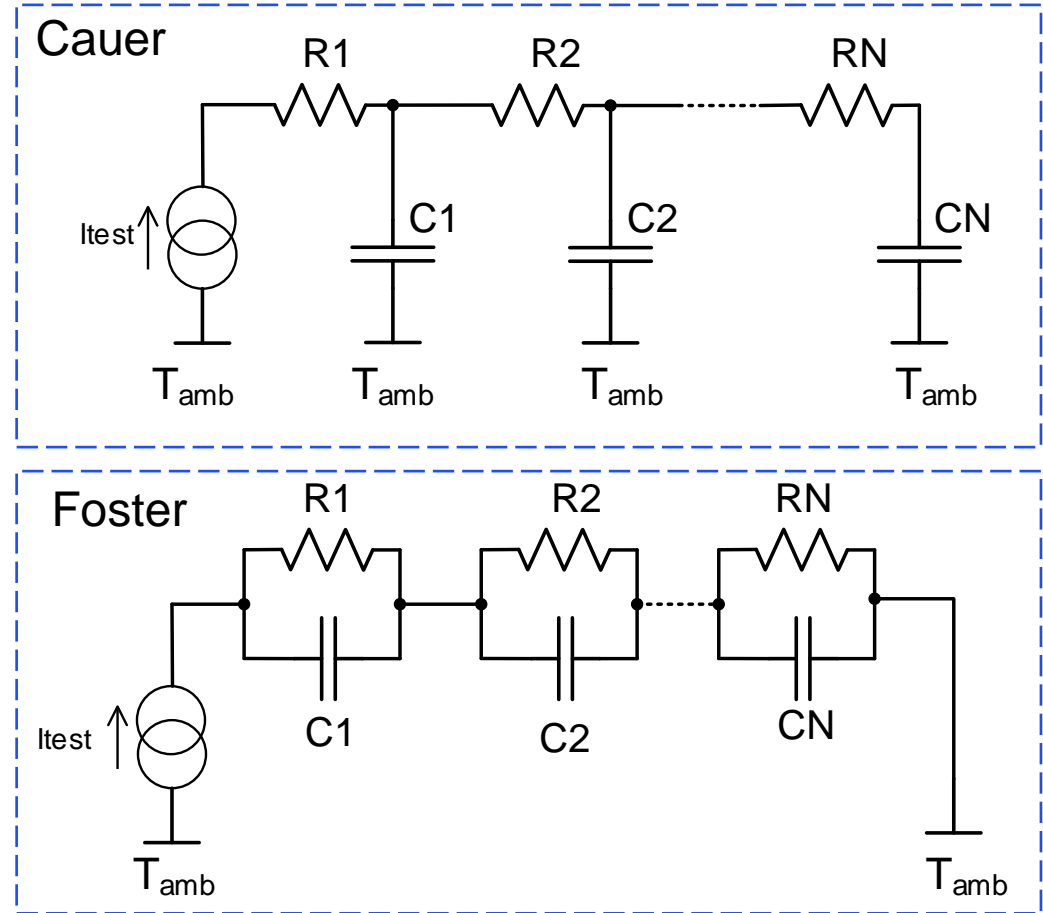 Cauer
R1 R2 RN
Itest C1 C2 CN
Tamb Tamb Tamb Tamb
Foster
R1 R2 RN
Itest C1 C2 CN
Tamb Tamb